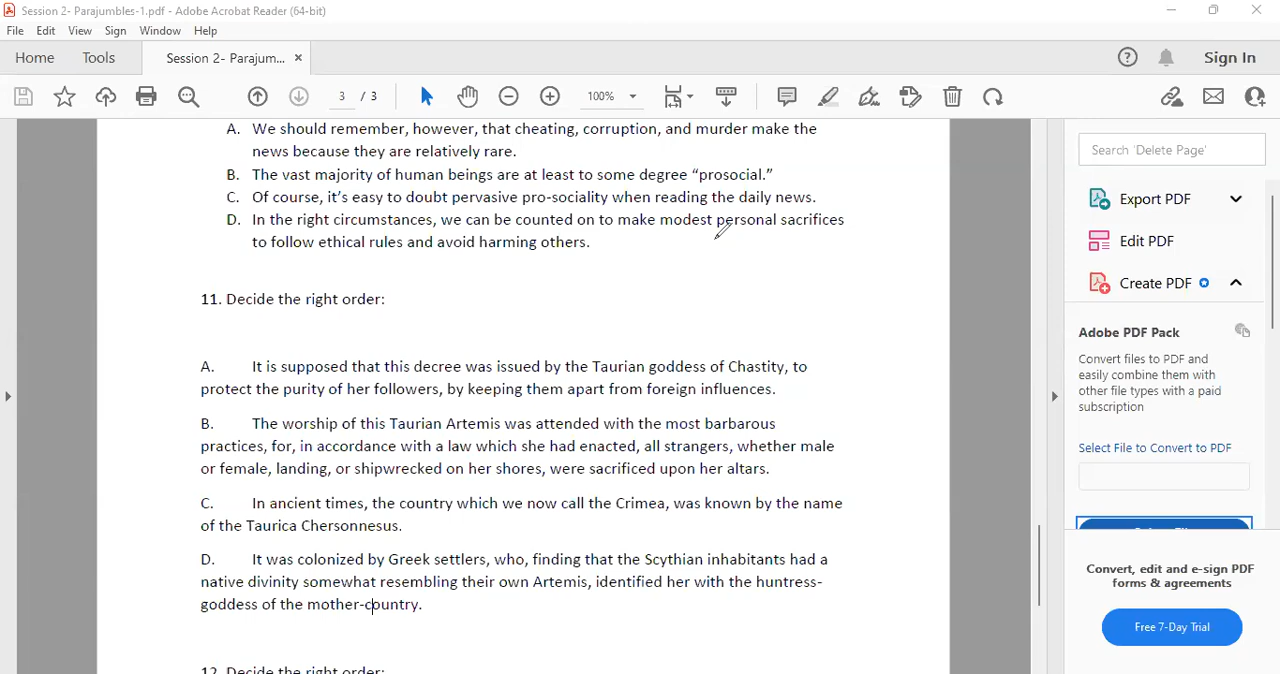 Session 2- Parajumbles-1.pdf - Adobe Acrobat Reader (64-bit)
File Edit View Sign Window Help
Home Tools Session 2- Parajum... × Sign In
3 / 3 100%
A. We should remember, however, that cheating, corruption, and murder make the
news because they are relatively rare.
B. The vast majority of human beings are at least to some degree “prosocial.”
C. Of course, it’s easy to doubt pervasive pro-sociality when reading the daily news.
D. In the right circumstances, we can be counted on to make modest personal sacrifices
to follow ethical rules and avoid harming others.
11. Decide the right order:
A. It is supposed that this decree was issued by the Taurian goddess of Chastity, to
protect the purity of her followers, by keeping them apart from foreign influences.
B. The worship of this Taurian Artemis was attended with the most barbarous
practices, for, in accordance with a law which she had enacted, all strangers, whether male
or female, landing, or shipwrecked on her shores, were sacrificed upon her altars.
C. In ancient times, the country which we now call the Crimea, was known by the name
of the Taurica Chersonnesus.
D. It was colonized by Greek settlers, who, finding that the Scythian inhabitants had a
native divinity somewhat resembling their own Artemis, identified her with the huntress-
goddess of the mother-country.
12. Decide the right order:
Search 'Delete Page'
Export PDF
Edit PDF
Create PDF
Adobe PDF Pack
Convert files to PDF and
easily combine them with
other file types with a paid
subscription
Select File to Convert to PDF
Convert, edit and e-sign PDF
forms & agreements
Free 7-Day Trial